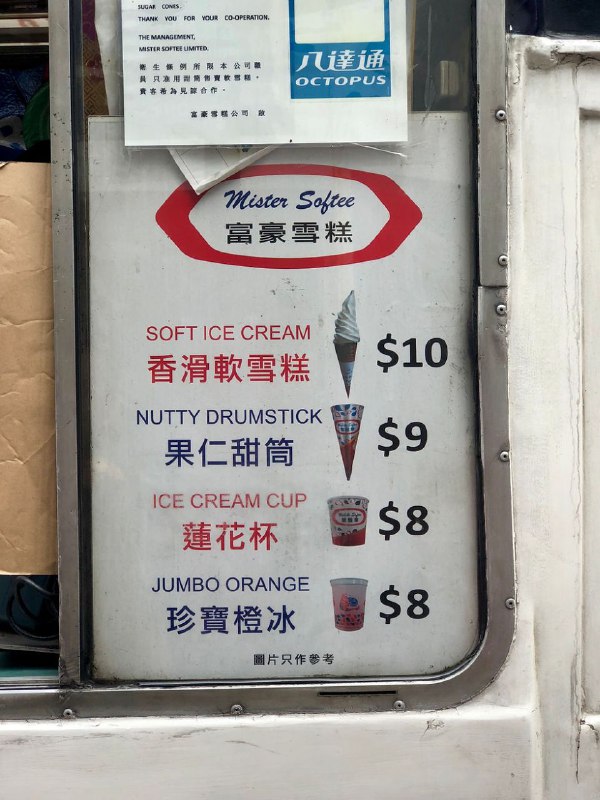 SUGAR CONES.
THANK YOU FOR YOUR CO-OPERATION.
THE MANAGEMENT,
MISTER SOFTEE LIMITED.
衞生條例所限本公司職
員只准用甜筒售賣軟雪糕。
貴客希為見諒合作。
富豪雪糕公司 啟
八達通
OCTOPUS
Mister Softee
富豪雪糕
SOFT ICE CREAM
香滑軟雪糕
$10
NUTTY DRUMSTICK
果仁甜筒
$9
ICE CREAM CUP
蓮花杯
$8
JUMBO ORANGE
珍寶橙冰
$8
圖片只作參考